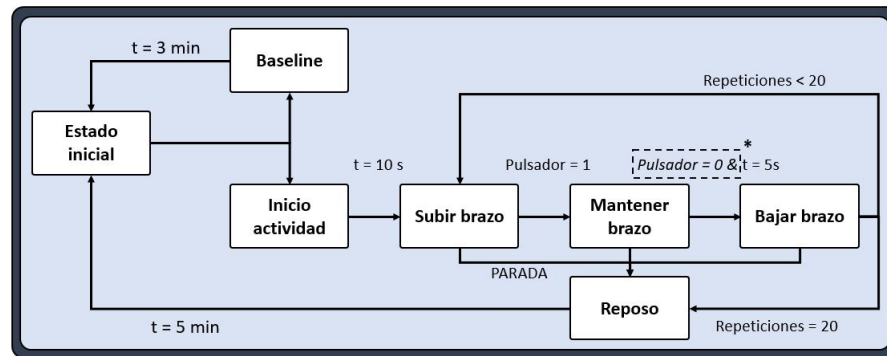 t = 3 min
Baseline
Repeticiones < 20
Estado
inicial
t = 10 s
Pulsador = 1
Pulsador = 0 & t = 5s
*
Inicio
actividad
Subir brazo
Mantener
brazo
Bajar brazo
PARADA
Reposo
t = 5 min
Repeticiones = 20